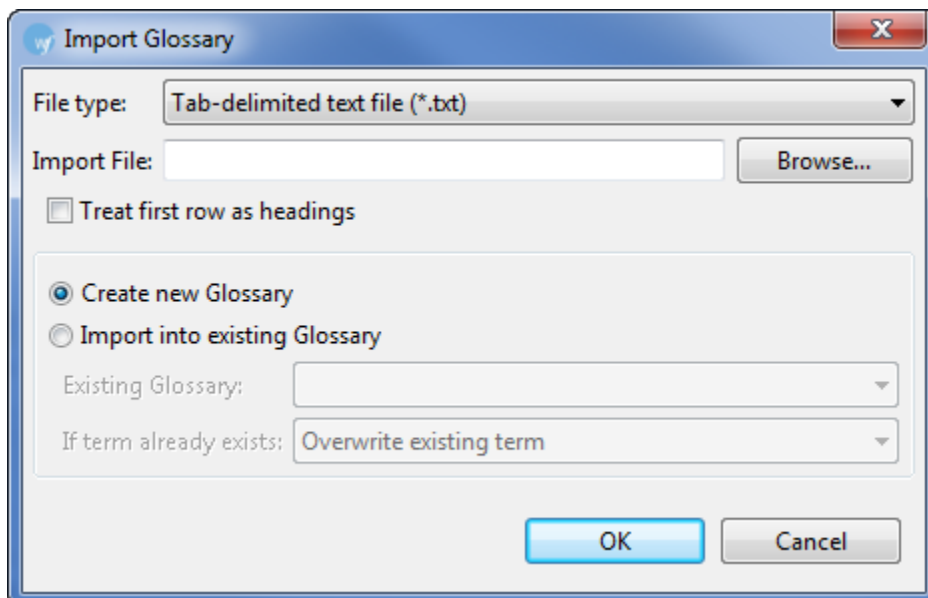 Import Glossary
File type: Tab-delimited text file (*.txt)
Import File: Browse...
Treat first row as headings
Create new Glossary
Import into existing Glossary
Existing Glossary:
If term already exists: Overwrite existing term
OK Cancel